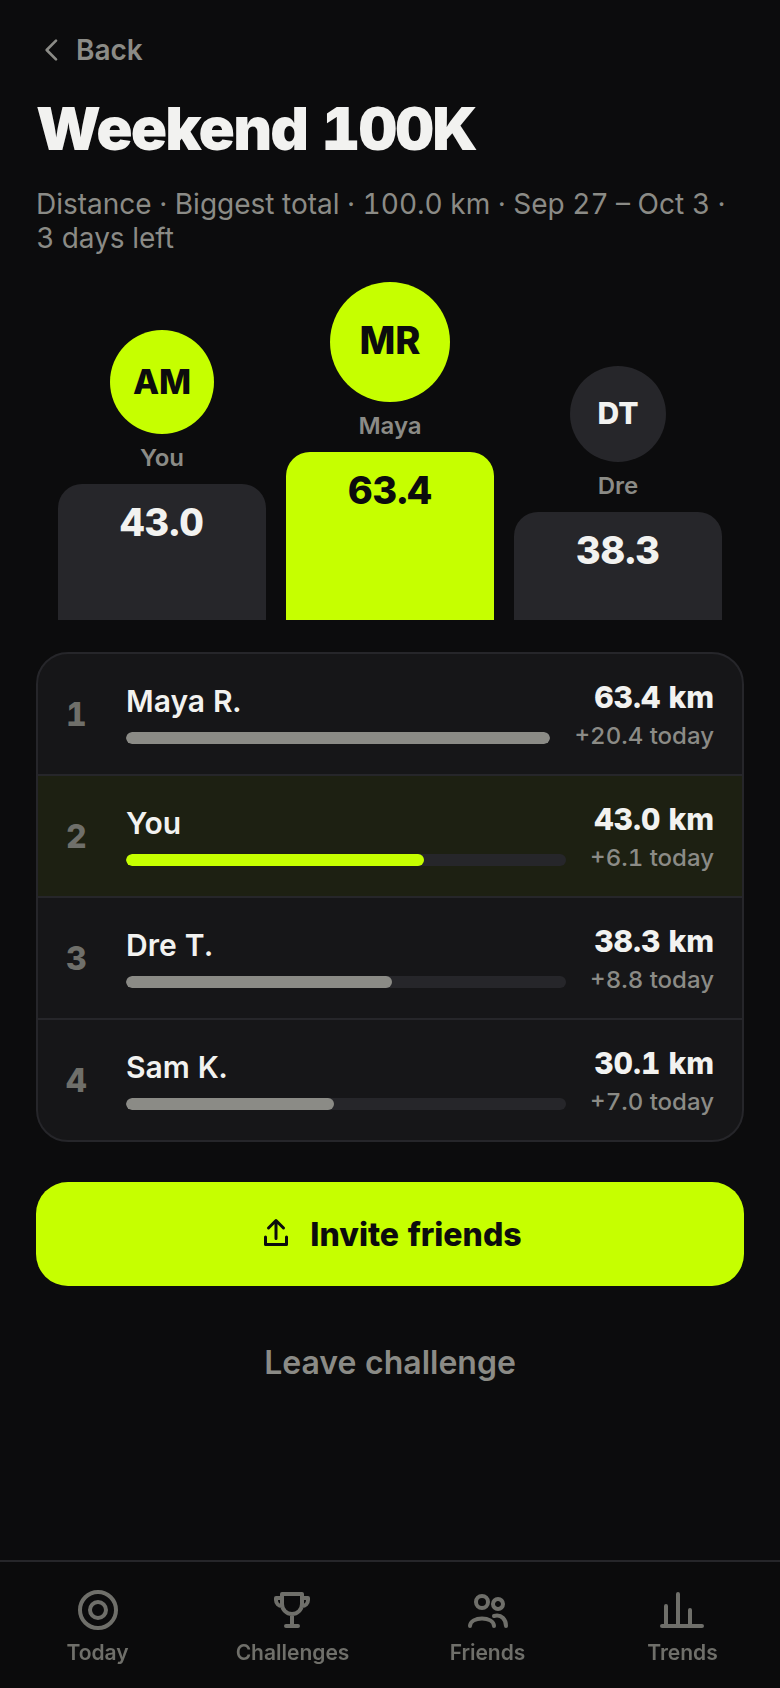 Back
Weekend 100K
Distance · Biggest total · 100.0 km · Sep 27 – Oct 3 ·
3 days left
AM
You
43.0
MR
Maya
63.4
DT
Dre
38.3
1
Maya R.
63.4 km
+20.4 today
2
You
43.0 km
+6.1 today
3
Dre T.
38.3 km
+8.8 today
4
Sam K.
30.1 km
+7.0 today
Invite friends
Leave challenge
Today
Challenges
Friends
Trends